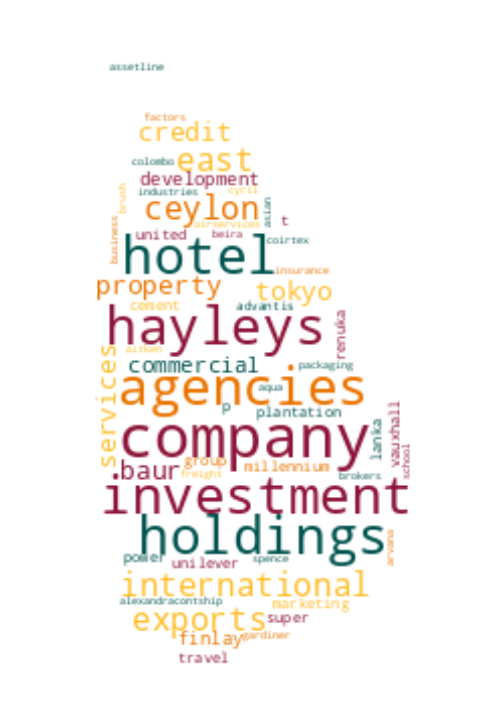 assetline
factors
credit
colombo east
development
industries cyril
brush
ceylon asian
airservices t
business united beira coirtex
hotel insurance
property tokyo
cement advantis
hayleys renuka
aitken
commercial packaging
services agencies aqua
p plantation
company lanka vauxhall
baur group millennium school
freight brokers
investment
holdings arvana
power unilever spence
international
alexandracontship marketing
exports super
finlay gardiner
travel